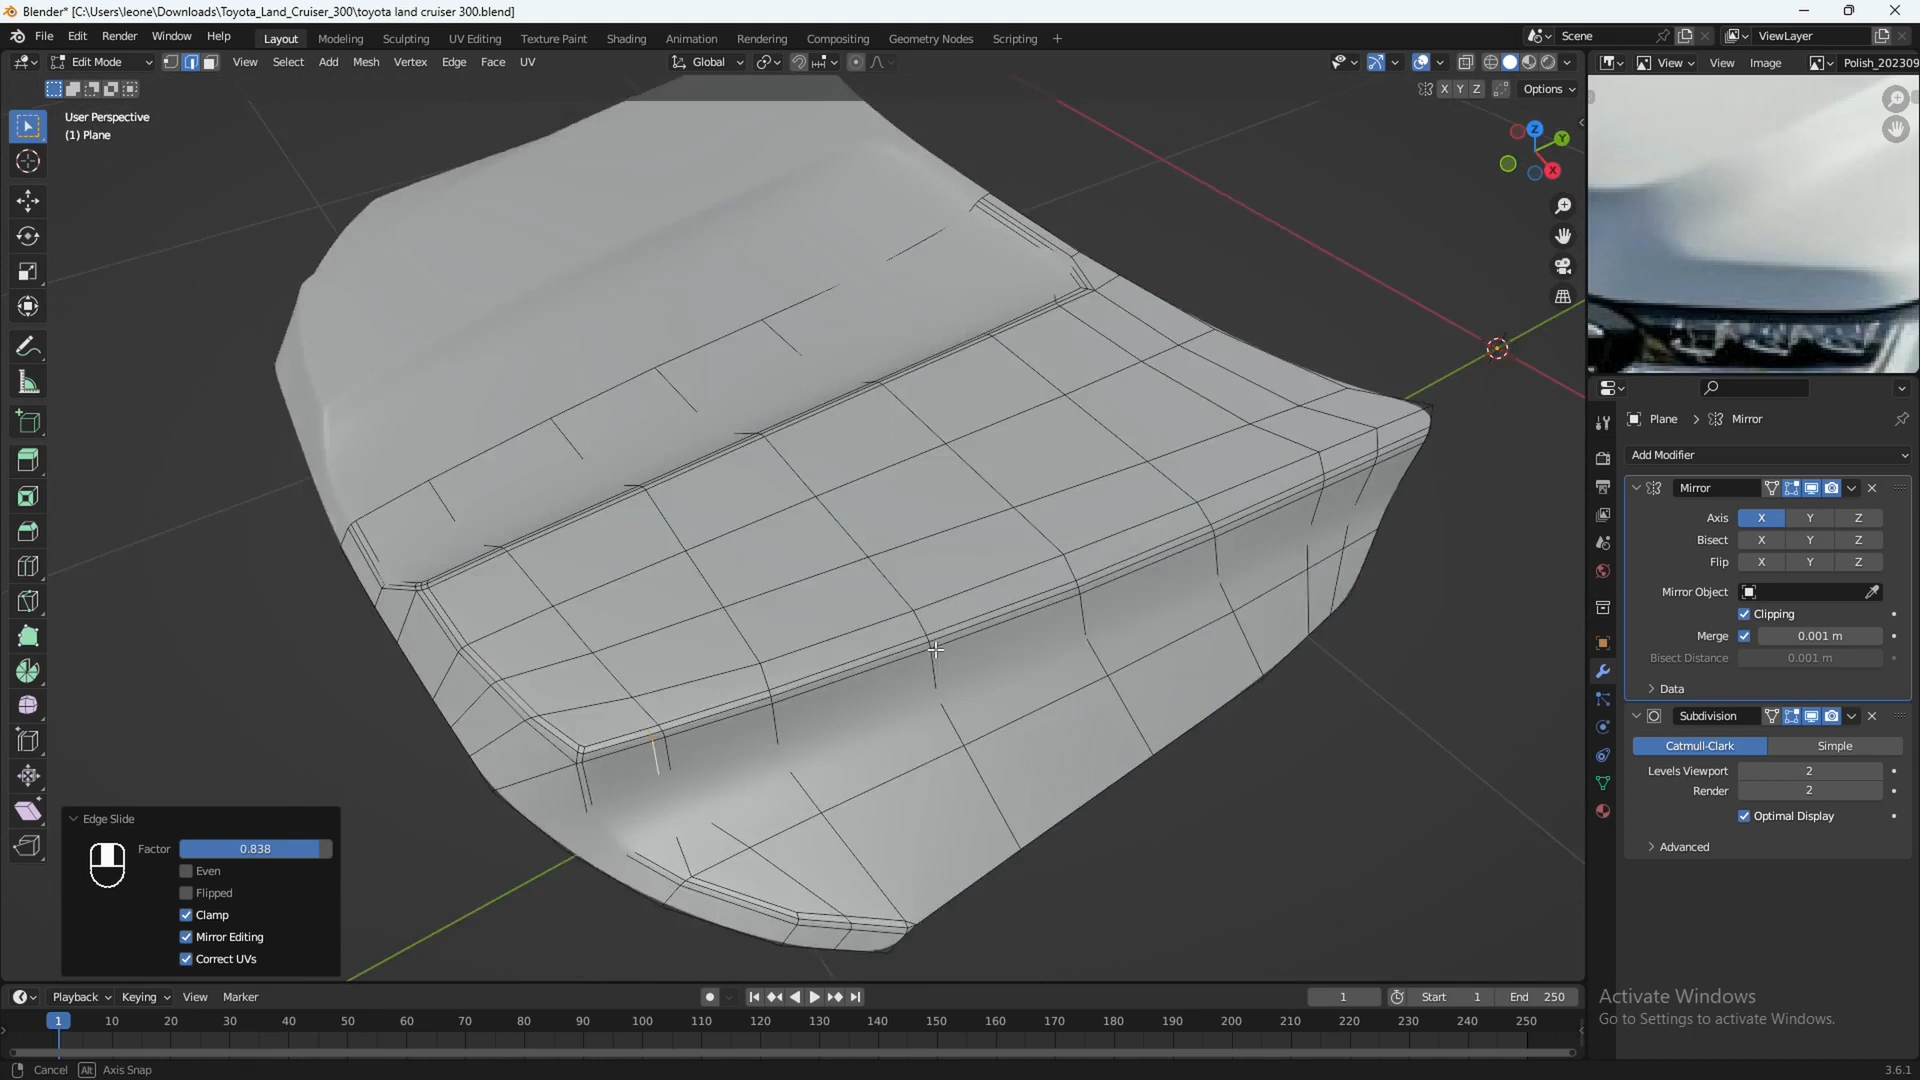 Blender* [C:\Users\leone\Downloads\Toyota_Land_Cruiser_300\toyota land cruiser 300.blend]
File Edit Render Window Help Layout Modeling Sculpting UV Editing Texture Paint Shading Animation Rendering Compositing Geometry Nodes Scripting + Scene ViewLayer
Edit Mode View Select Add Mesh Vertex Edge Face UV Global View View Image Polish_202309
X Y Z Options
User Perspective
(1) Plane
Z Y X
Plane Mirror
Add Modifier
Mirror
Axis X Y Z
Bisect X Y Z
Flip X Y Z
Mirror Object
Clipping
Merge 0.001 m
Bisect Distance 0.001 m
Data
Subdivision
Catmull-Clark Simple
Levels Viewport 2
Render 2
Optimal Display
Advanced
Edge Slide
Factor 0.838
Even
Flipped
Clamp
Mirror Editing
Correct UVs
Playback Keying View Marker 1 Start 1 End 250
1 10 20 30 40 50 60 70 80 90 100 110 120 130 140 150 160 170 180 190 200 210 220 230 240 250
Activate Windows
Go to Settings to activate Windows.
Cancel Alt Axis Snap 3.6.1